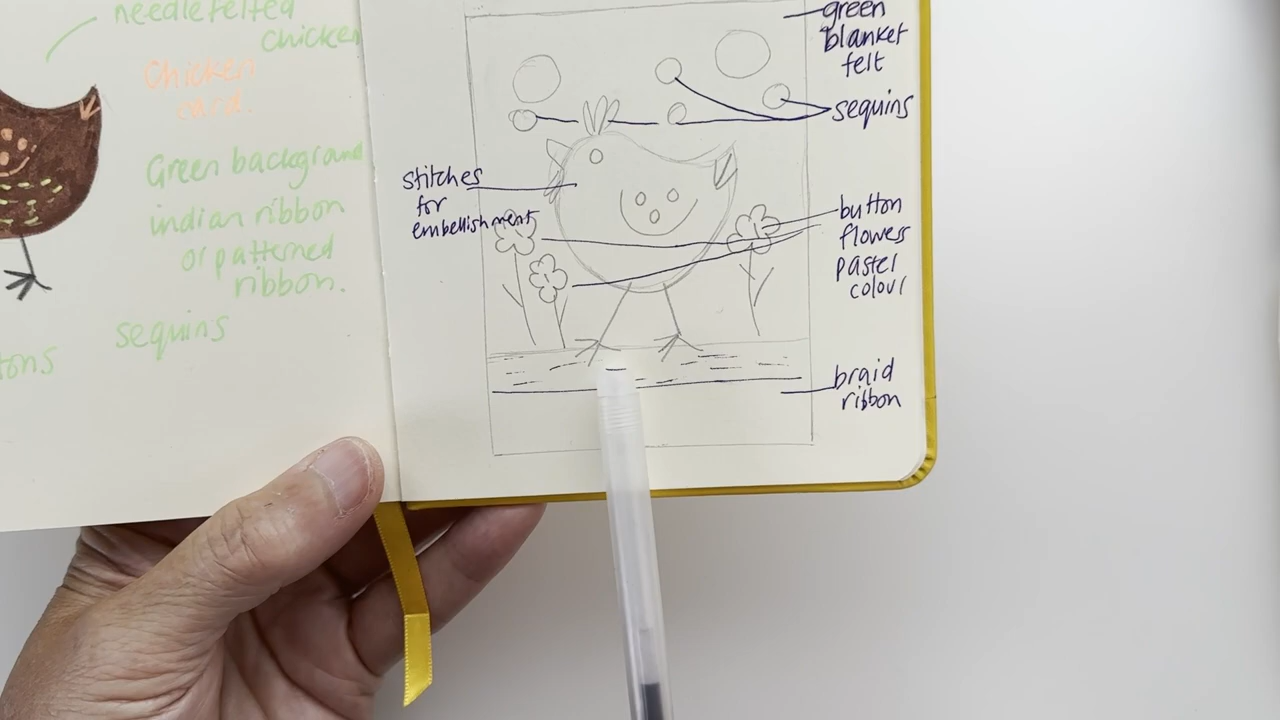 needlefelted
chicken
Chicken
card.
Green background
indian ribbon
or patterned
ribbon.
sequins
tons
green
blanket
felt
sequins
stitches
for
embellishment
button
flowers
pastel
colour
braid
ribbon